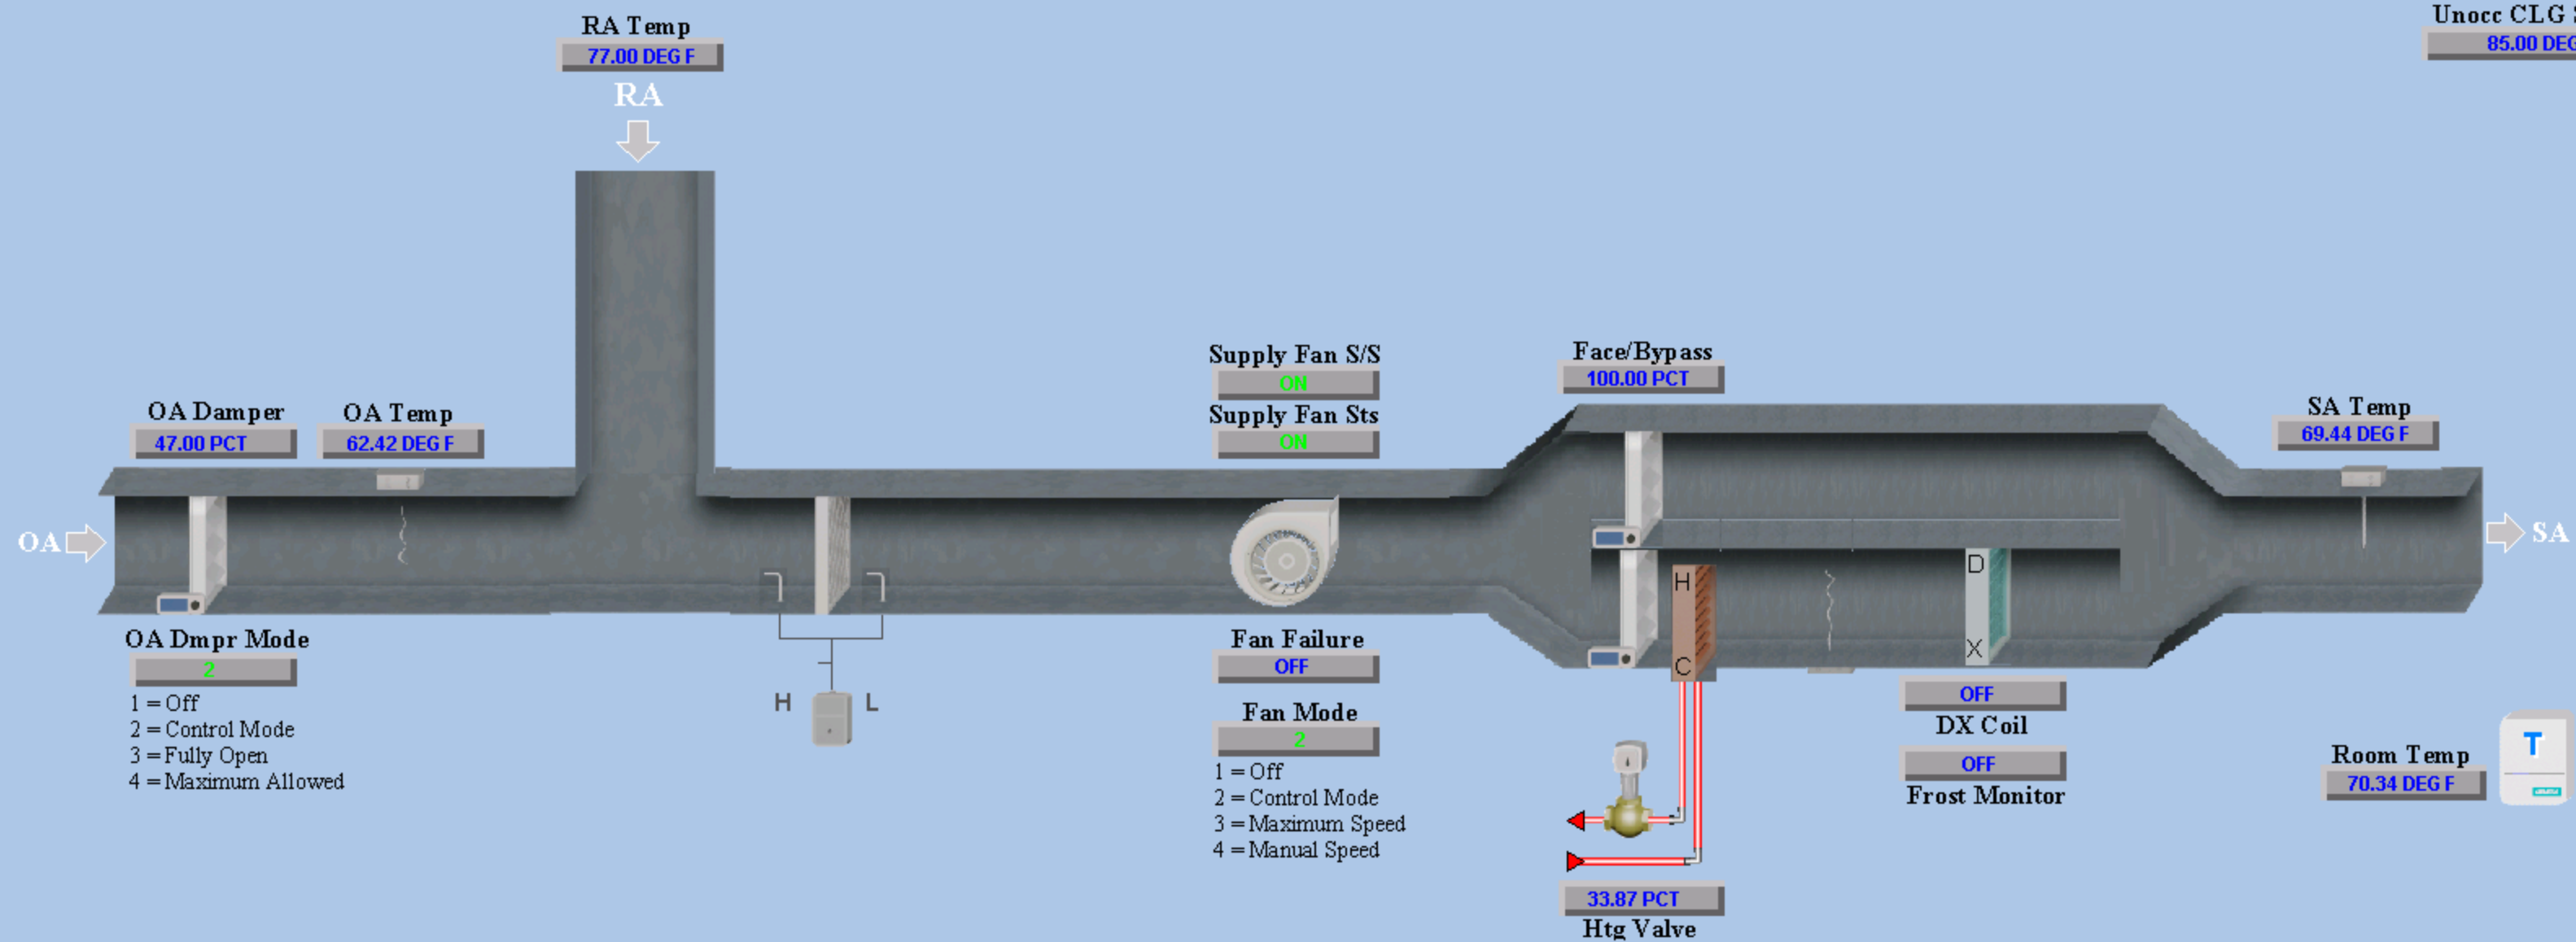 RA Temp
77.00 DEG F
RA
Unocc CLG
85.00 DEG
Supply Fan S/S
ON
Supply Fan Sts
ON
Face/Bypass
100.00 PCT
OA Damper
47.00 PCT
OA Temp
62.42 DEG F
SA Temp
69.44 DEG F
OA
SA
H
C
D
X
OA Dmpr Mode
2
1 = Off
2 = Control Mode
3 = Fully Open
4 = Maximum Allowed
H L
Fan Failure
OFF
Fan Mode
2
1 = Off
2 = Control Mode
3 = Maximum Speed
4 = Manual Speed
OFF
DX Coil
OFF
Frost Monitor
Room Temp
70.34 DEG F
T
33.87 PCT
Htg Valve